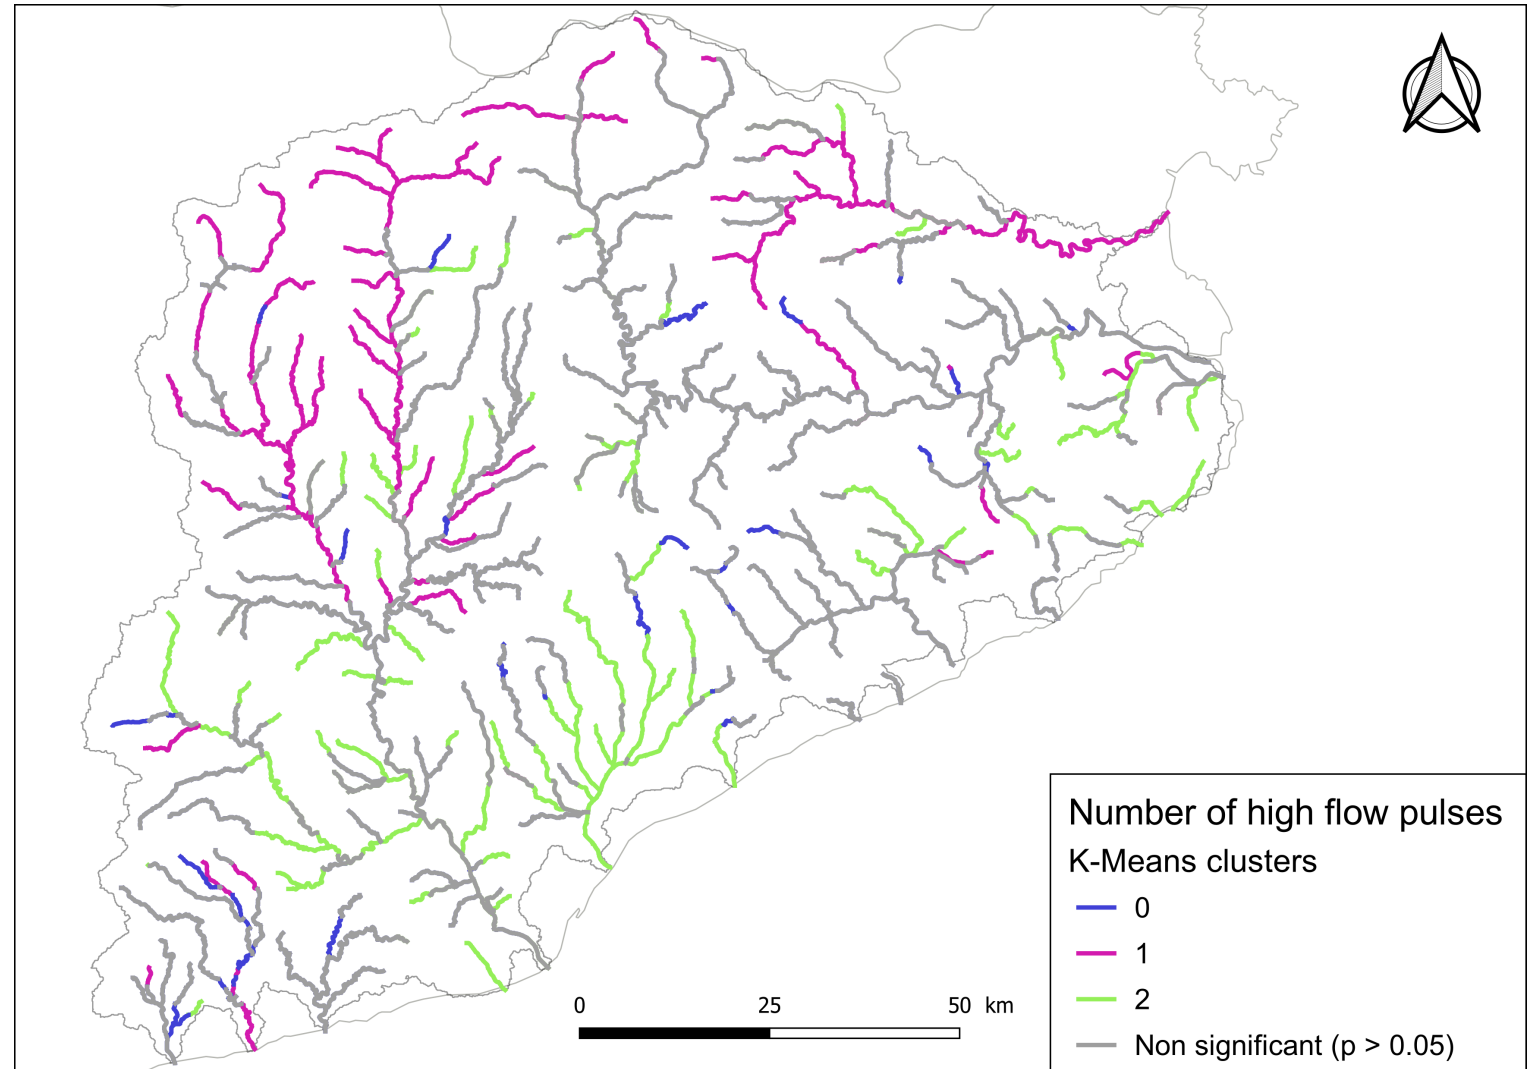 Number of high flow pulses
K-Means clusters
0
1
2
Non significant (p > 0.05)
0 25 50 km